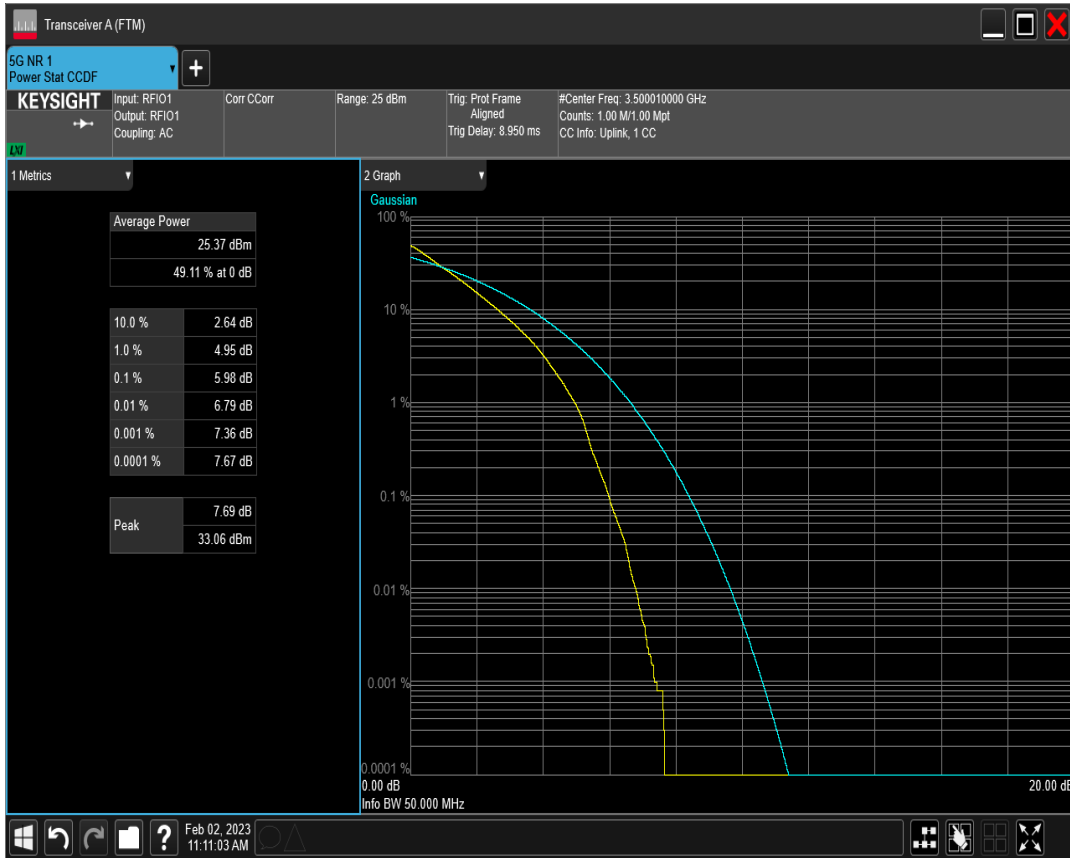 Transceiver A (FTM)
5G NR 1
Power Stat CCDF
+
KEYSIGHT
LXI
Input: RFIO1
Output: RFIO1
Coupling: AC
Corr CCorr
Range: 25 dBm
Trig: Prot Frame
Aligned
Trig Delay: 8.950 ms
#Center Freq: 3.500010000 GHz
Counts: 1.00 M/1.00 Mpt
CC Info: Uplink, 1 CC
1 Metrics
Average Power
25.37 dBm
49.11 % at 0 dB
10.0 % 2.64 dB
1.0 % 4.95 dB
0.1 % 5.98 dB
0.01 % 6.79 dB
0.001 % 7.36 dB
0.0001 % 7.67 dB
Peak
7.69 dB
33.06 dBm
2 Graph
Gaussian
100 %
10 %
1 %
0.1 %
0.01 %
0.001 %
0.0001 %
0.00 dB
20.00 dB
Info BW 50.000 MHz
?
Feb 02, 2023
11:11:03 AM